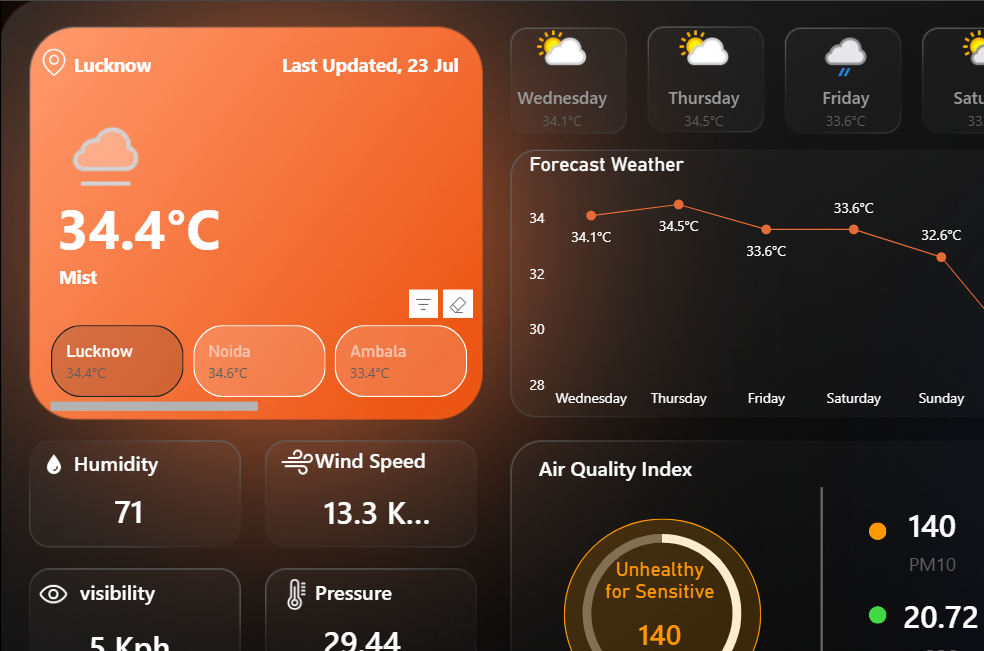 Lucknow
Last Updated, 23 Jul
34.4°C
Mist
Lucknow
34.4°C
Noida
34.6°C
Ambala
33.4°C
Humidity
71
Wind Speed
13.3 K...
visibility
5 Kph
Pressure
29.44
Wednesday
34.1°C
Thursday
34.5°C
Friday
33.6°C
Satu
33
Forecast Weather
34
32
30
28
34.1°C
34.5°C
33.6°C
33.6°C
32.6°C
Wednesday
Thursday
Friday
Saturday
Sunday
Air Quality Index
Unhealthy
for Sensitive
140
140
PM10
20.72